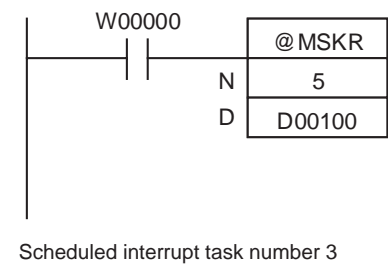 W00000
@MSKR
N 5
D D00100
Scheduled interrupt task number 3